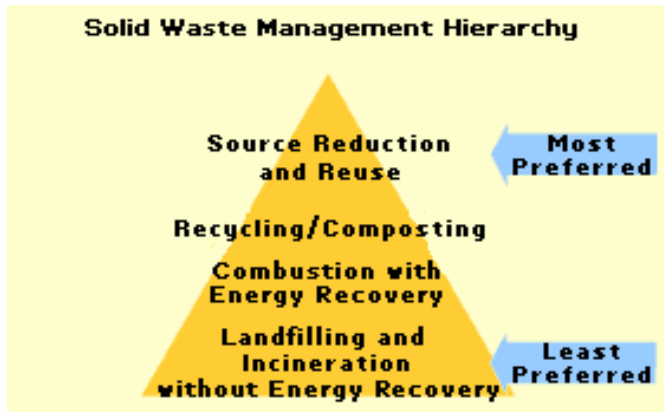 Solid Waste Management Hierarchy
Source Reduction
and Reuse
Most
Preferred
Recycling/Composting
Combustion with
Energy Recovery
Landfilling and
Incineration
without Energy Recovery
Least
Preferred